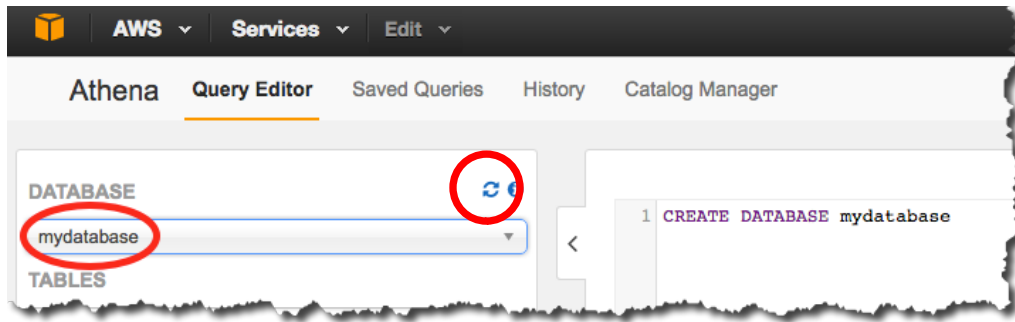 AWS Services Edit
Athena Query Editor Saved Queries History Catalog Manager
DATABASE
mydatabase
TABLES
1 CREATE DATABASE mydatabase